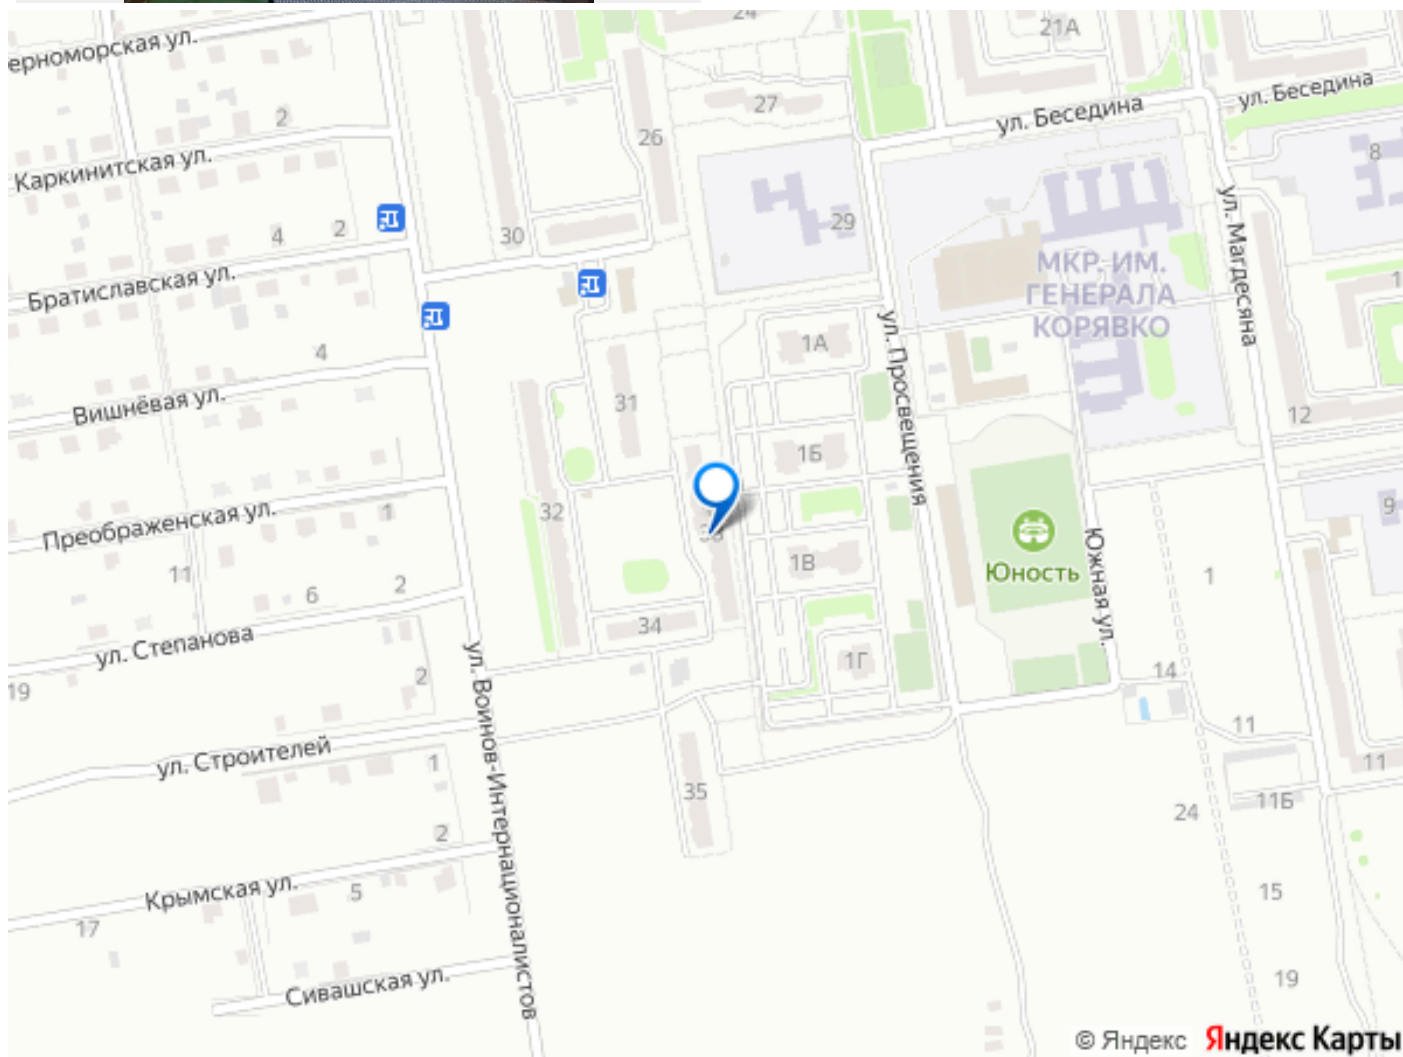 24
21А
ерноморская ул.
27
ул. Беседина
ул. Беседина
2
26
8
Каркинитская ул.
4
2
30
29
ул. Магдесяна
Братиславская ул.
МКР. ИМ.
ГЕНЕРАЛА
КОРЯВКО
1
4
1А
ул. Просвещения
Вишнёвая ул.
31
12
1Б
Преображенская ул.
1
32
9
Юность
Южная ул.
11
6
2
1В
1
ул. Степанова
34
1Г
19
2
14
ул. Воинов-Интернационалистов
11
ул. Строителей
1
35
11
11Б
2
24
Крымская ул.
5
15
17
Сивашская ул.
19
© Яндекс Яндекс Карты